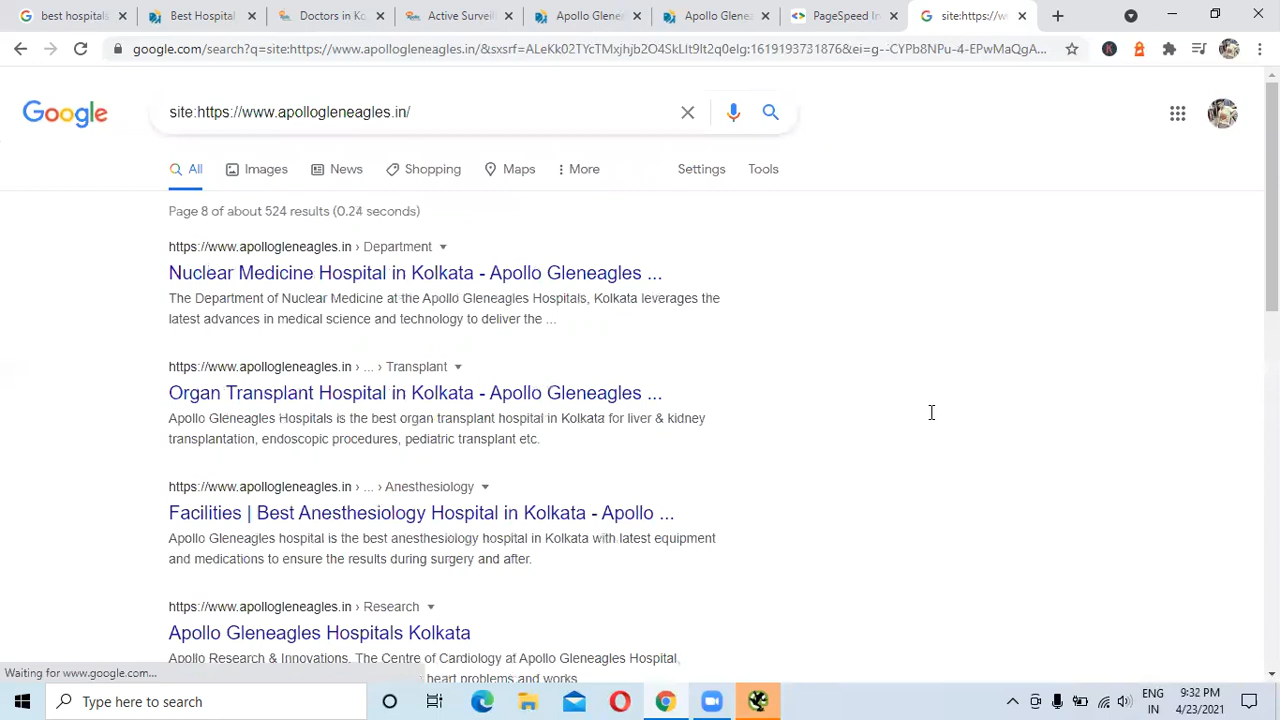 best hospitals
Best Hospital
Doctors in Ko
Active Surveil
Apollo Glene
Apollo Glenea
PageSpeed In
site:https://w
google.com/search?q=site:https://www.apollogleneagles.in/&sxsrf=ALeKk02TYcTMxjhjb2O4SkLIt9lt2q0elg:1619193731876&ei=g--CYPb8NPu-4-EPwMaQgA...
Google
site:https://www.apollogleneagles.in/
All
Images
News
Shopping
Maps
More
Settings
Tools
Page 8 of about 524 results (0.24 seconds)
https://www.apollogleneagles.in › Department
Nuclear Medicine Hospital in Kolkata - Apollo Gleneagles ...
The Department of Nuclear Medicine at the Apollo Gleneagles Hospitals, Kolkata leverages the
latest advances in medical science and technology to deliver the ...
https://www.apollogleneagles.in › ... › Transplant
Organ Transplant Hospital in Kolkata - Apollo Gleneagles ...
Apollo Gleneagles Hospitals is the best organ transplant hospital in Kolkata for liver & kidney
transplantation, endoscopic procedures, pediatric transplant etc.
https://www.apollogleneagles.in › ... › Anesthesiology
Facilities | Best Anesthesiology Hospital in Kolkata - Apollo ...
Apollo Gleneagles hospital is the best anesthesiology hospital in Kolkata with latest equipment
and medications to ensure the results during surgery and after.
https://www.apollogleneagles.in › Research
Apollo Gleneagles Hospitals Kolkata
Apollo Research & Innovations. The Centre of Cardiology at Apollo Gleneagles Hospital,
heart problems and works
Waiting for www.google.com...
Type here to search
ENG
IN
9:32 PM
4/23/2021